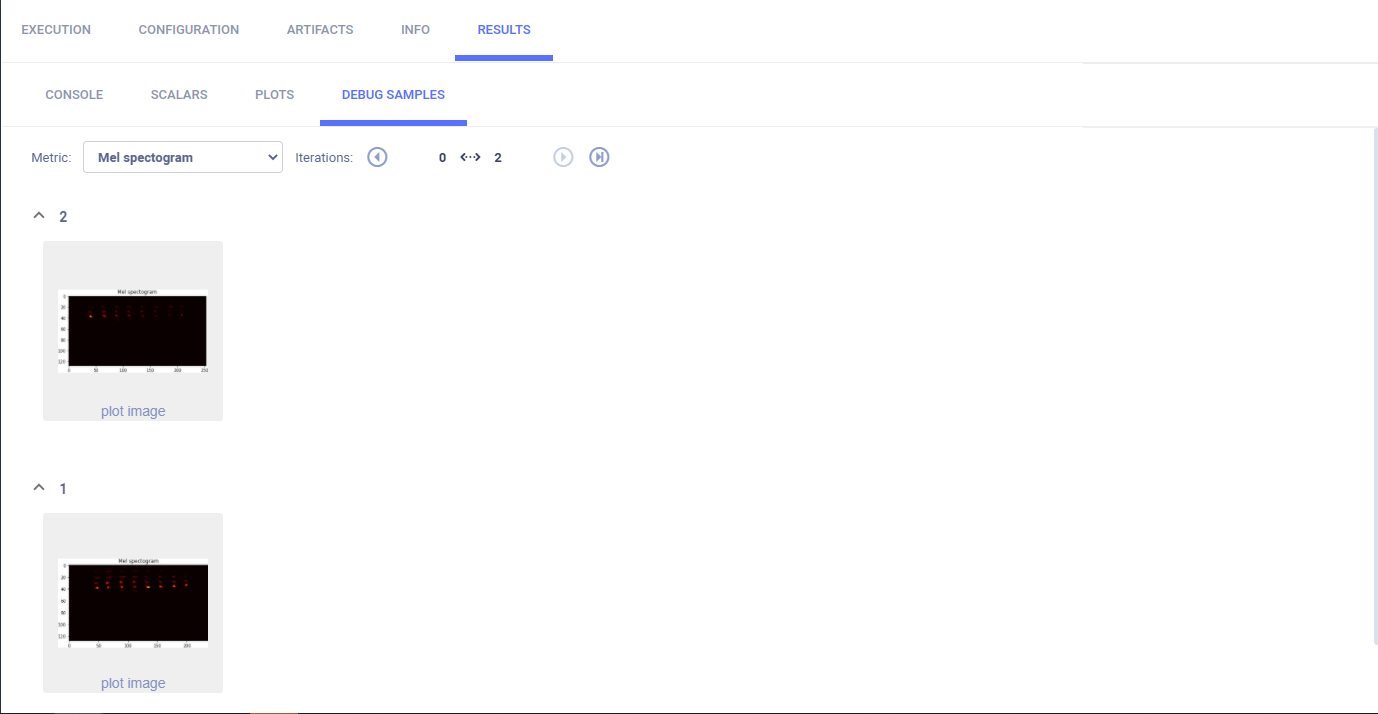 EXECUTION CONFIGURATION ARTIFACTS INFO RESULTS
CONSOLE SCALARS PLOTS DEBUG SAMPLES
Metric: Mel spectogram Iterations: 0 2
2
Mel spectogram
0
20
40
60
80
100
120
0 50 100 150 200 250
plot image
1
Mel spectogram
0
20
40
60
80
100
120
0 50 100 150 200
plot image